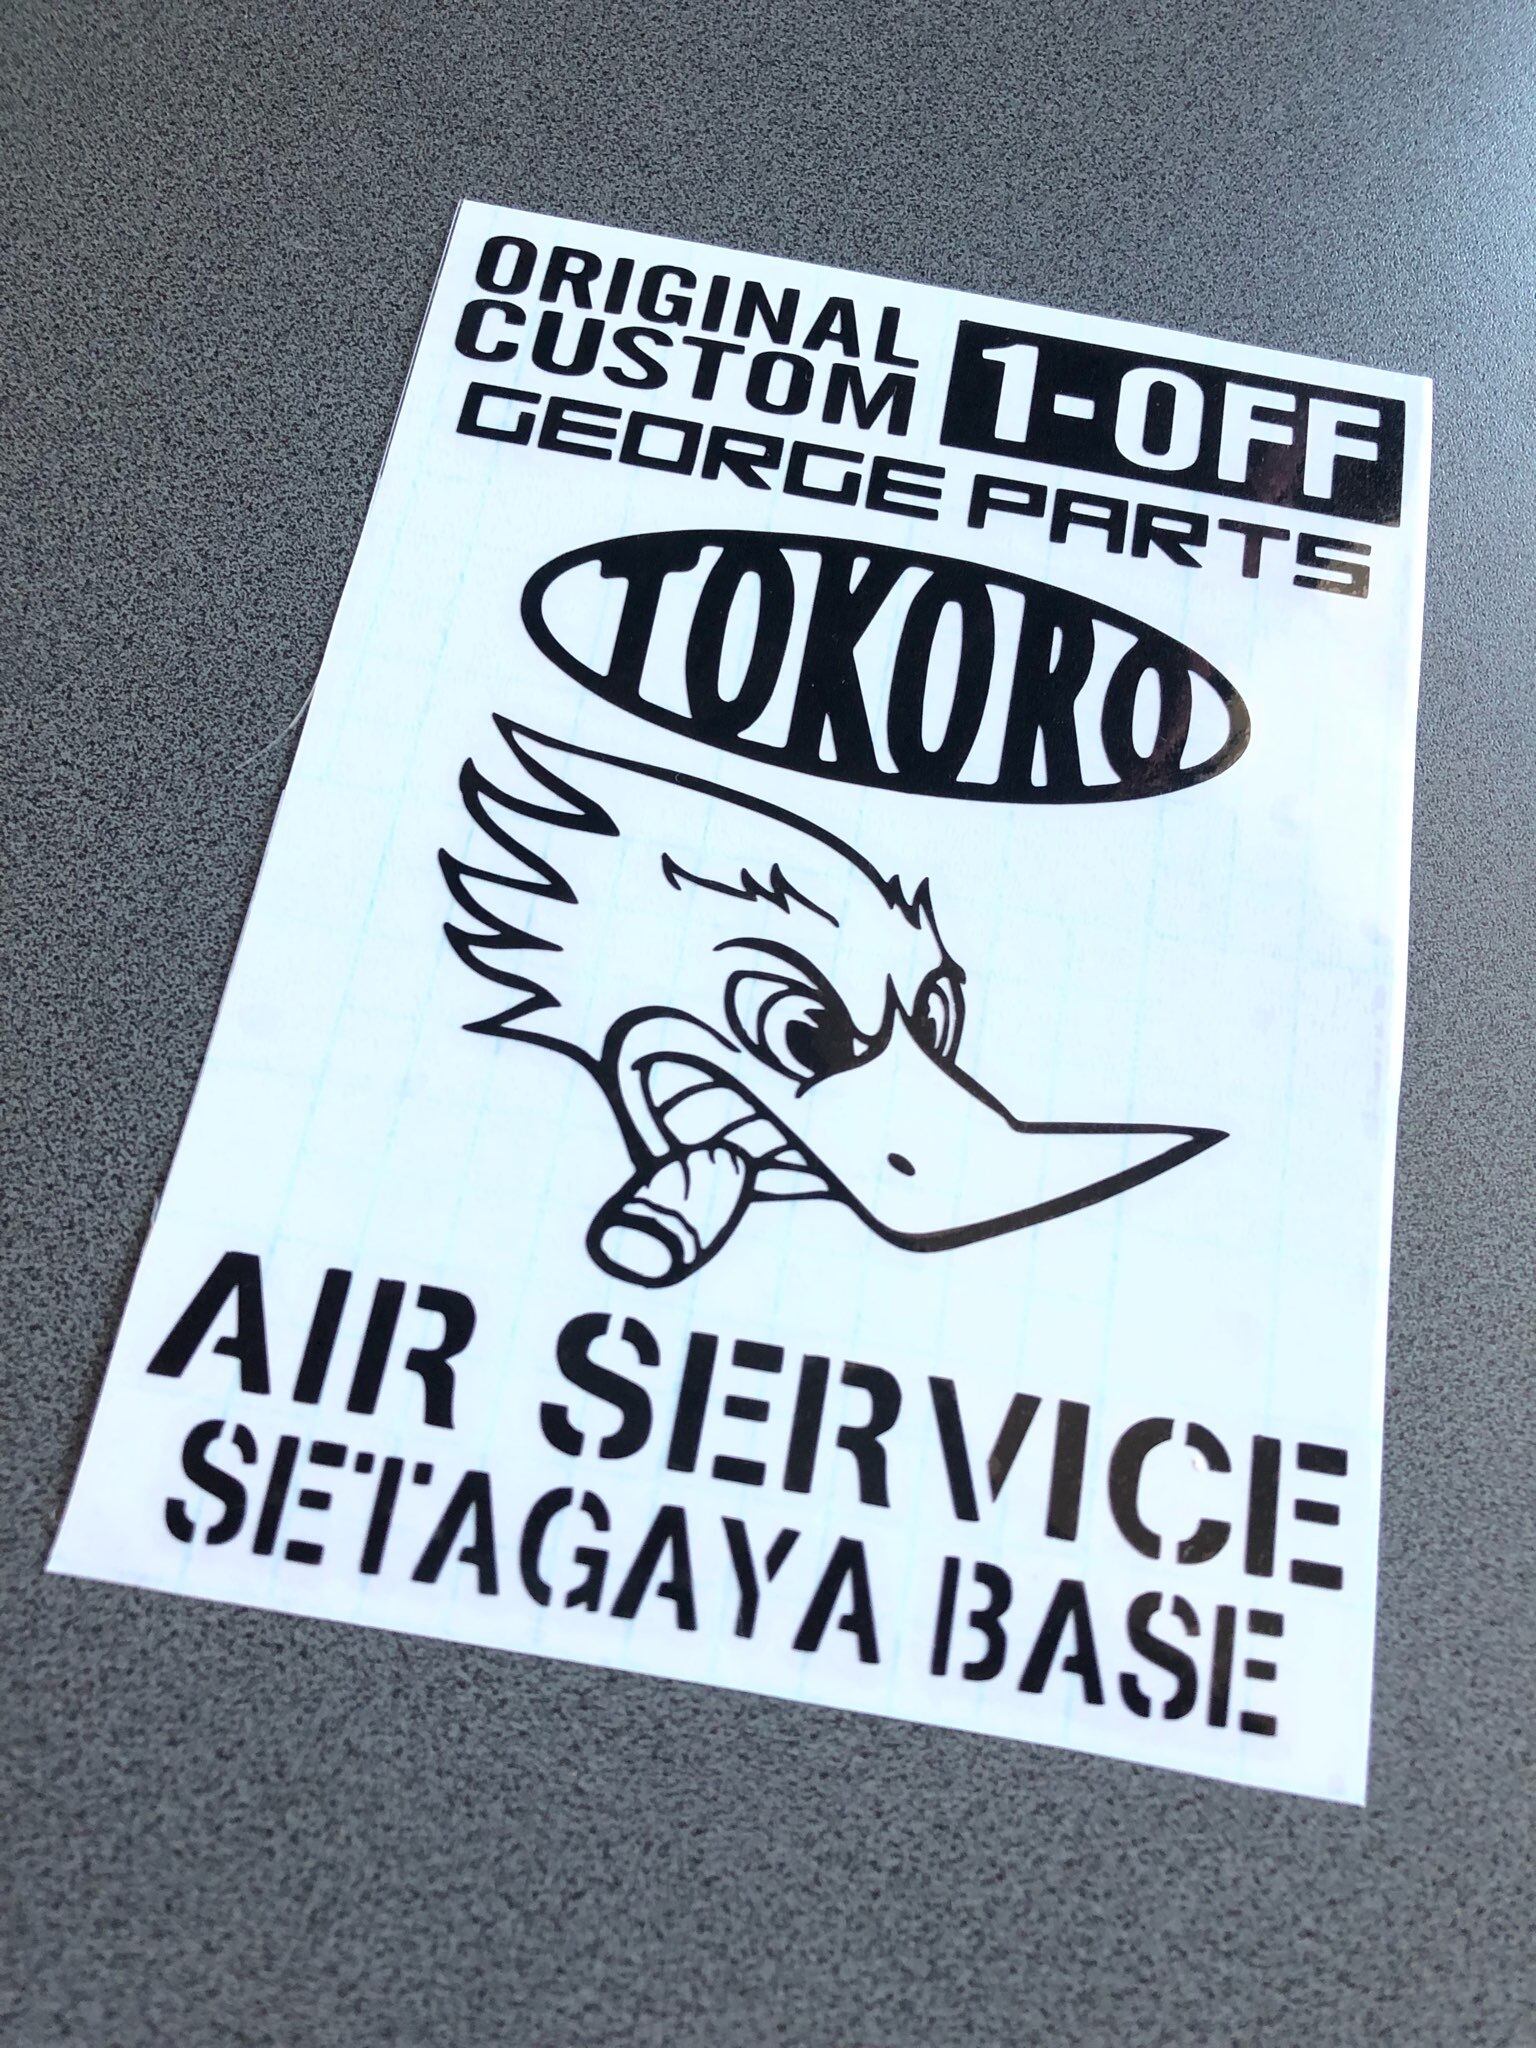 ORIGINAL
CUSTOM 1-OFF
GEORGE PARTS
TOKORO
AIR SERVICE
SETAGAYA BASE